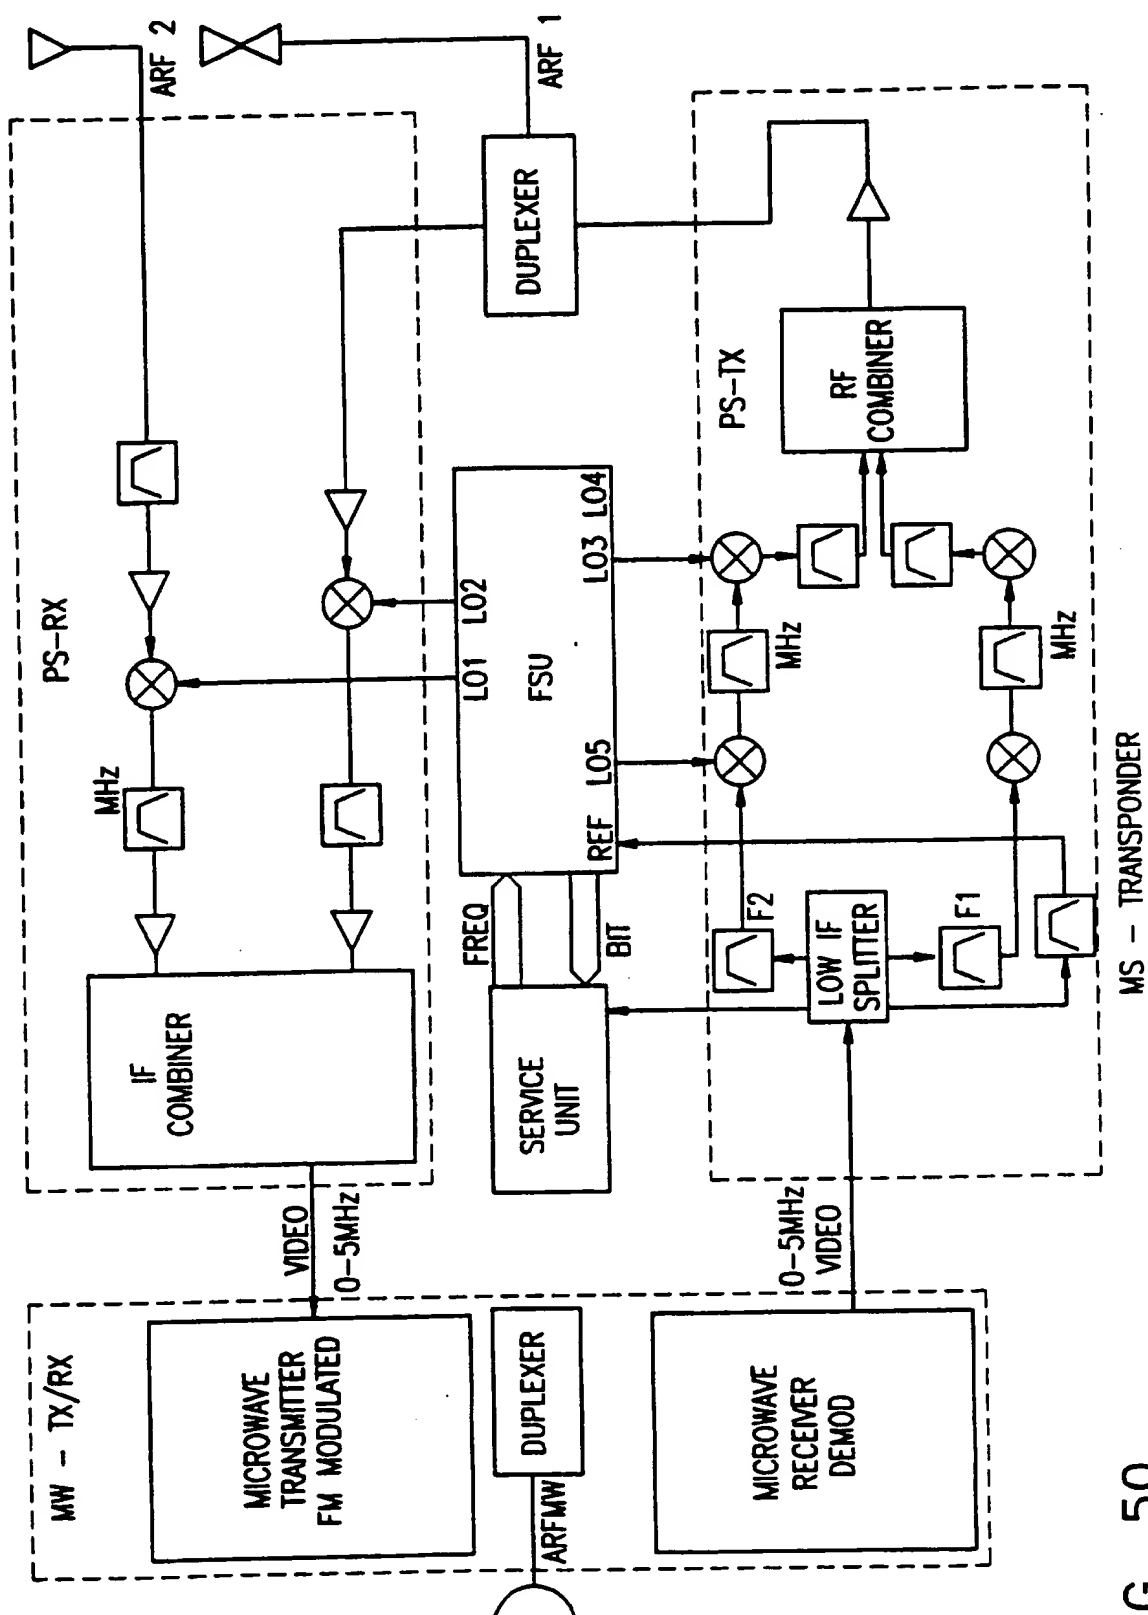 MW - TX/RX
PS-RX
MHz
ARF 2
IF
COMBINER
MICROWAVE
TRANSMITTER
FM MODULATED
VIDEO
0-5MHz
LO1
LO2
FREQ
FSU
DUPLEXER
SERVICE
UNIT
DUPLEXER
ARFMW
ARF 1
LO5
REF
LO3
LO4
BIT
PS-TX
F2
MHz
0-5MHz
VIDEO
MICROWAVE
RECEIVER
DEMOD
LOW IF
SPLITTER
RF
COMBINER
F1
MHz
MS - TRANSPONDER
G 50